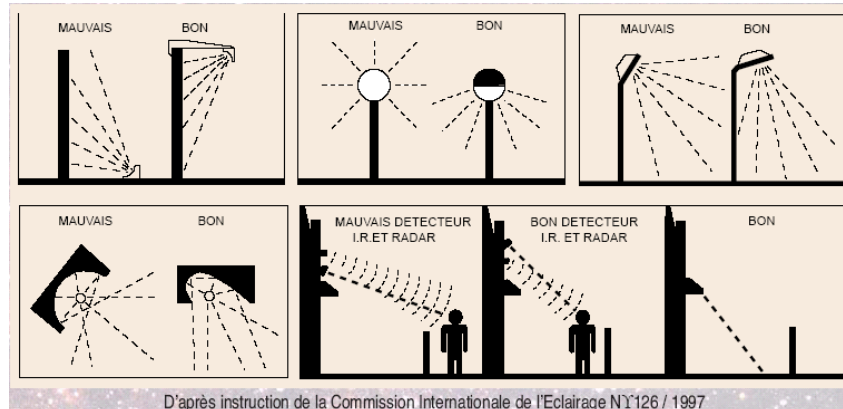 MAUVAIS
BON
MAUVAIS
BON
MAUVAIS
BON
MAUVAIS
BON
MAUVAIS DETECTEUR
I.R.ET RADAR
BON DETECTEUR
I.R. ET RADAR
BON
D'après instruction de la Commission Internationale de l'Eclairage N°126 / 1997